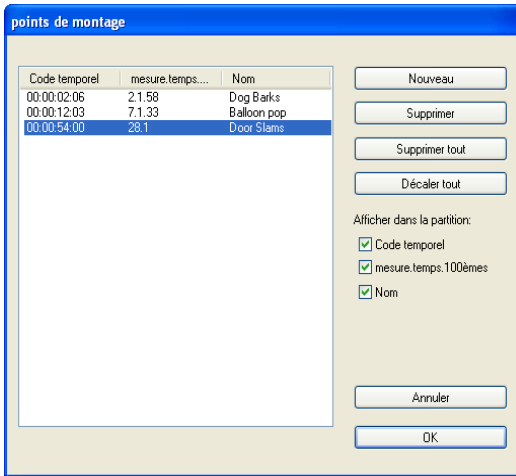 points de montage
Code temporel mesure.temps.... Nom
00:00:02:06 2.1.58 Dog Barks
00:00:12:03 7.1.33 Balloon pop
00:00:54:00 28.1 Door Slams
Nouveau
Supprimer
Supprimer tout
Décaler tout
Afficher dans la partition:
Code temporel
mesure.temps.100èmes
Nom
Annuler
OK